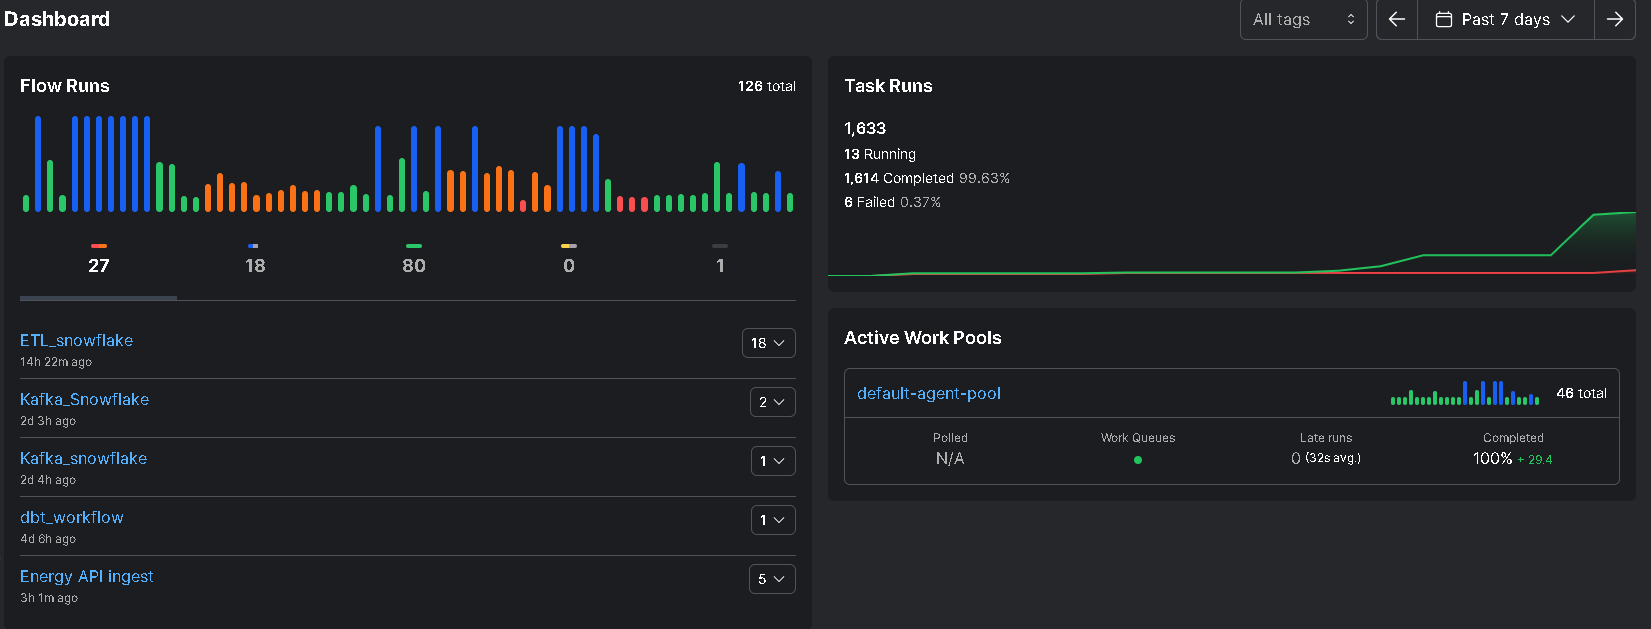 Dashboard
All tags
Past 7 days
Flow Runs
126 total
27
18
80
0
1
ETL_snowflake
14h 22m ago
18
Kafka_Snowflake
2d 3h ago
2
Kafka_snowflake
2d 4h ago
1
dbt_workflow
4d 6h ago
1
Energy API ingest
3h 1m ago
5
Task Runs
1,633
13 Running
1,614 Completed 99.63%
6 Failed 0.37%
Active Work Pools
default-agent-pool
46 total
Polled
N/A
Work Queues
Late runs
0 (32s avg.)
Completed
100% + 29.4